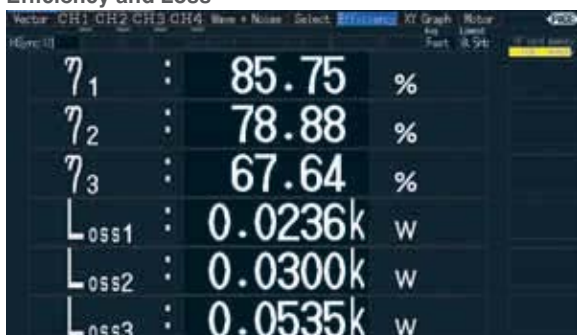 Efficiency and Loss
Vector CH1 CH2 CH3 CH4 Wave + Noise Select Efficiency XY Graph Motor
Fast
η1 : 85.75 %
η2 : 78.88 %
η3 : 67.64 %
Loss1 : 0.0236k W
Loss2 : 0.0300k W
Loss3 : 0.0535k W